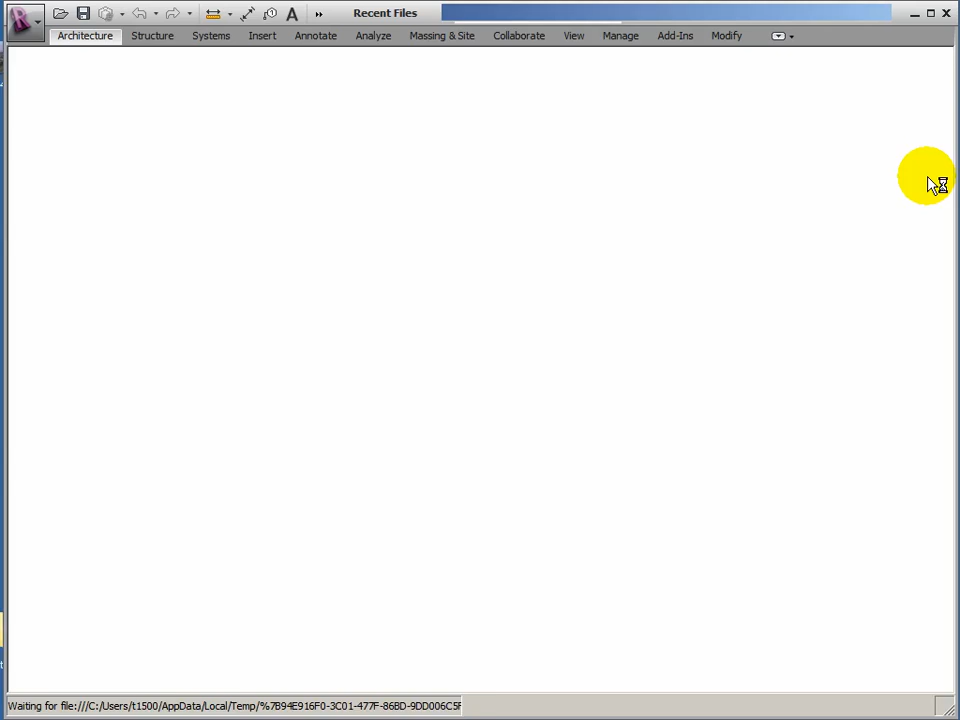 Recent Files
Architecture Structure Systems Insert Annotate Analyze Massing & Site Collaborate View Manage Add-Ins Modify
Waiting for file:///C:/Users/t1500/AppData/Local/Temp/%7B94E916F0-3C01-477F-86BD-9DD006C5F